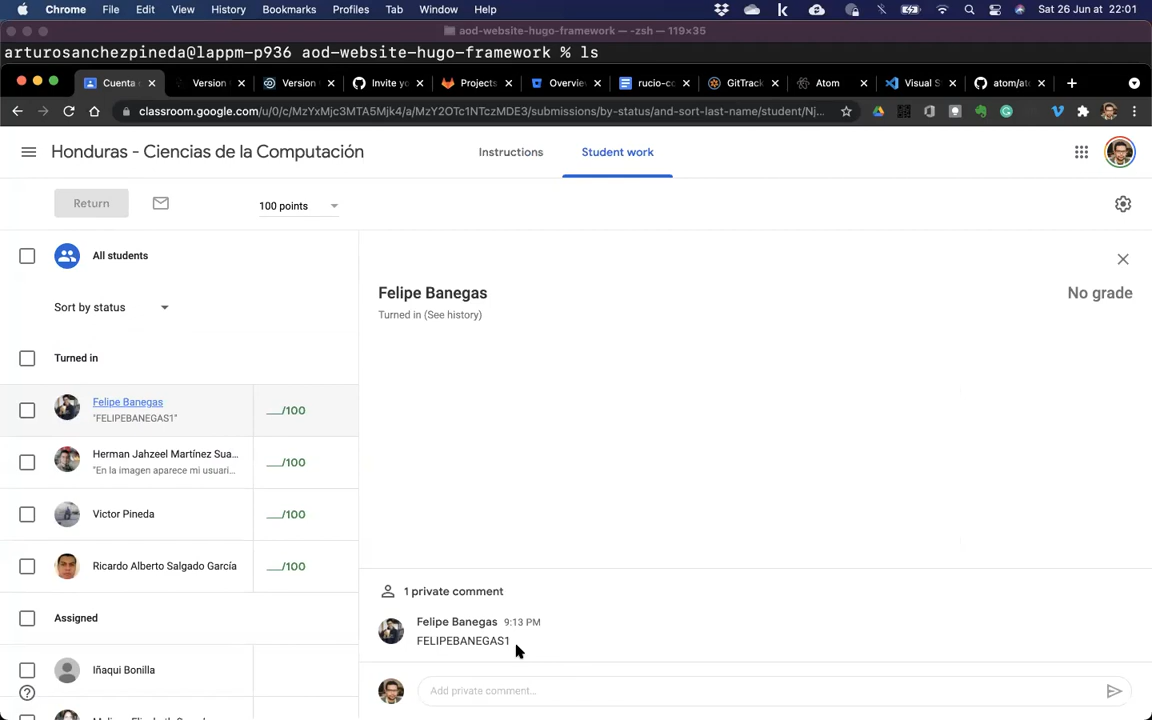 Chrome File Edit View History Bookmarks Profiles Tab Window Help Sat 26 Jun at 22:01
aod-website-hugo-framework — -zsh — 119×35
arturosanchezpineda@lappm-p936 aod-website-hugo-framework % ls
Cuenta Version Version Invite yo Projects Overvi rucio-co GitTrack Atom Visual S atom/ato
classroom.google.com/u/0/c/MzYxMjc3MTA5Mjk4/a/MzY2OTc1NTczMDE3/submissions/by-status/and-sort-last-name/student/Nj...
Honduras - Ciencias de la Computación
Instructions
Student work
Return
100 points
All students
Sort by status
Turned in
Felipe Banegas
"FELIPEBANEGAS1"
__/100
Herman Jahzeel Martínez Sua...
"En la imagen aparece mi usuari...
__/100
Victor Pineda
__/100
Ricardo Alberto Salgado García
__/100
Assigned
Iñaqui Bonilla
Felipe Banegas
No grade
Turned in (See history)
1 private comment
Felipe Banegas 9:13 PM
FELIPEBANEGAS1
Add private comment...